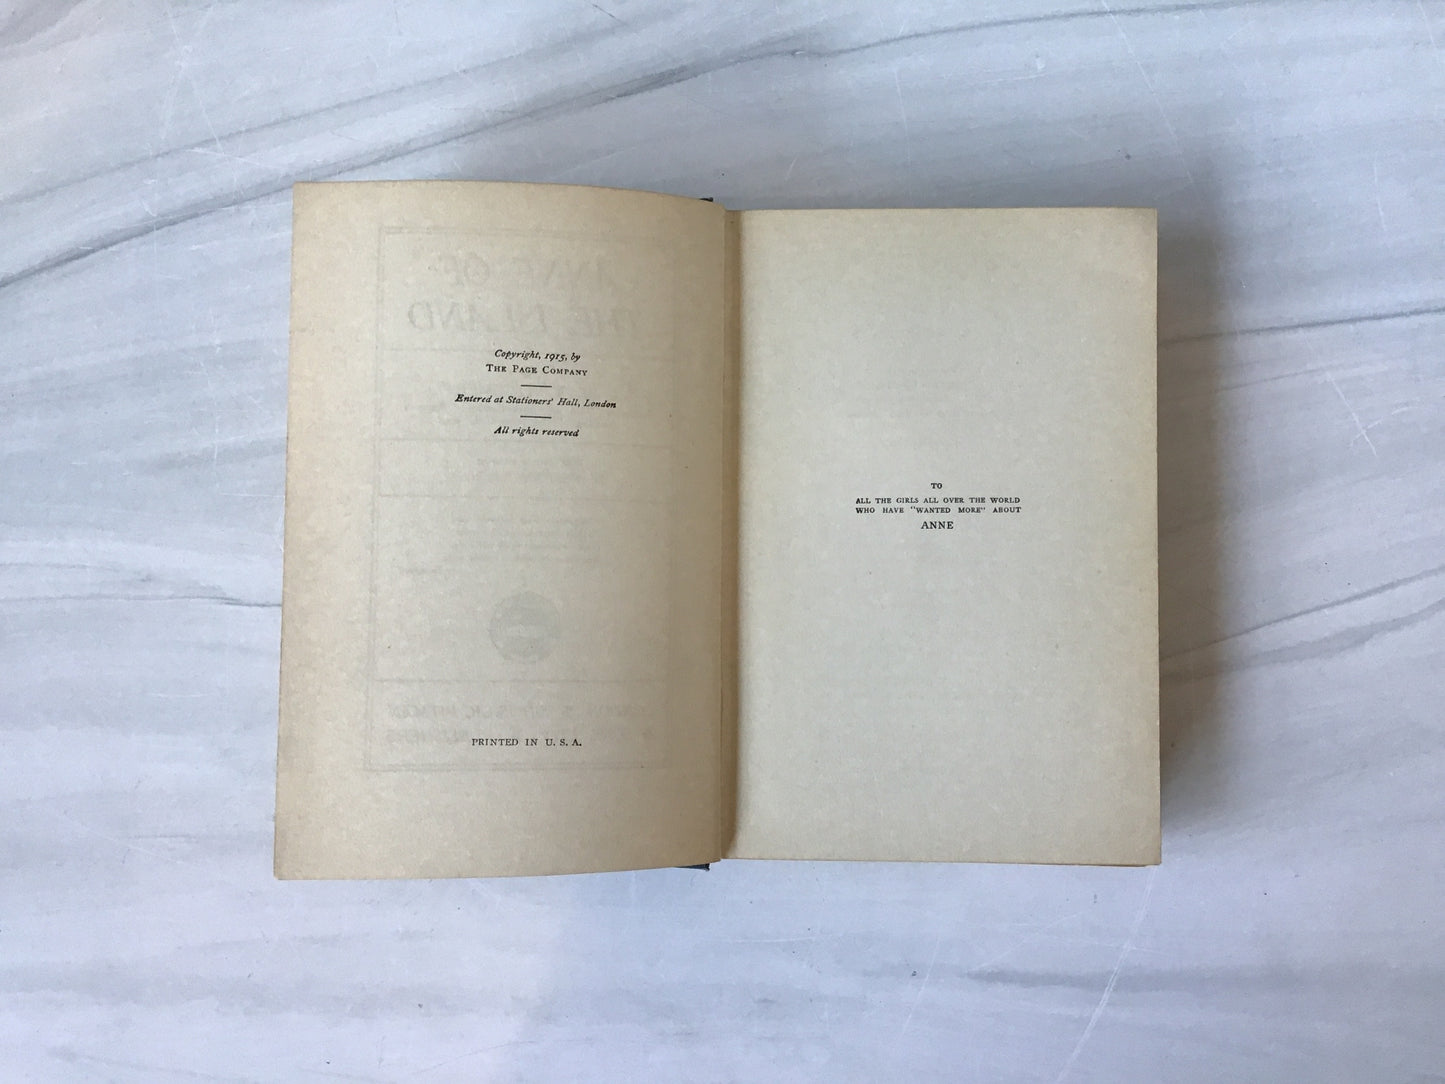 Copyright, 1915, by
THE PAGE COMPANY
Entered at Stationers' Hall, London
All rights reserved
PRINTED IN U. S. A.
TO
ALL THE GIRLS ALL OVER THE WORLD
WHO HAVE "WANTED MORE" ABOUT
ANNE